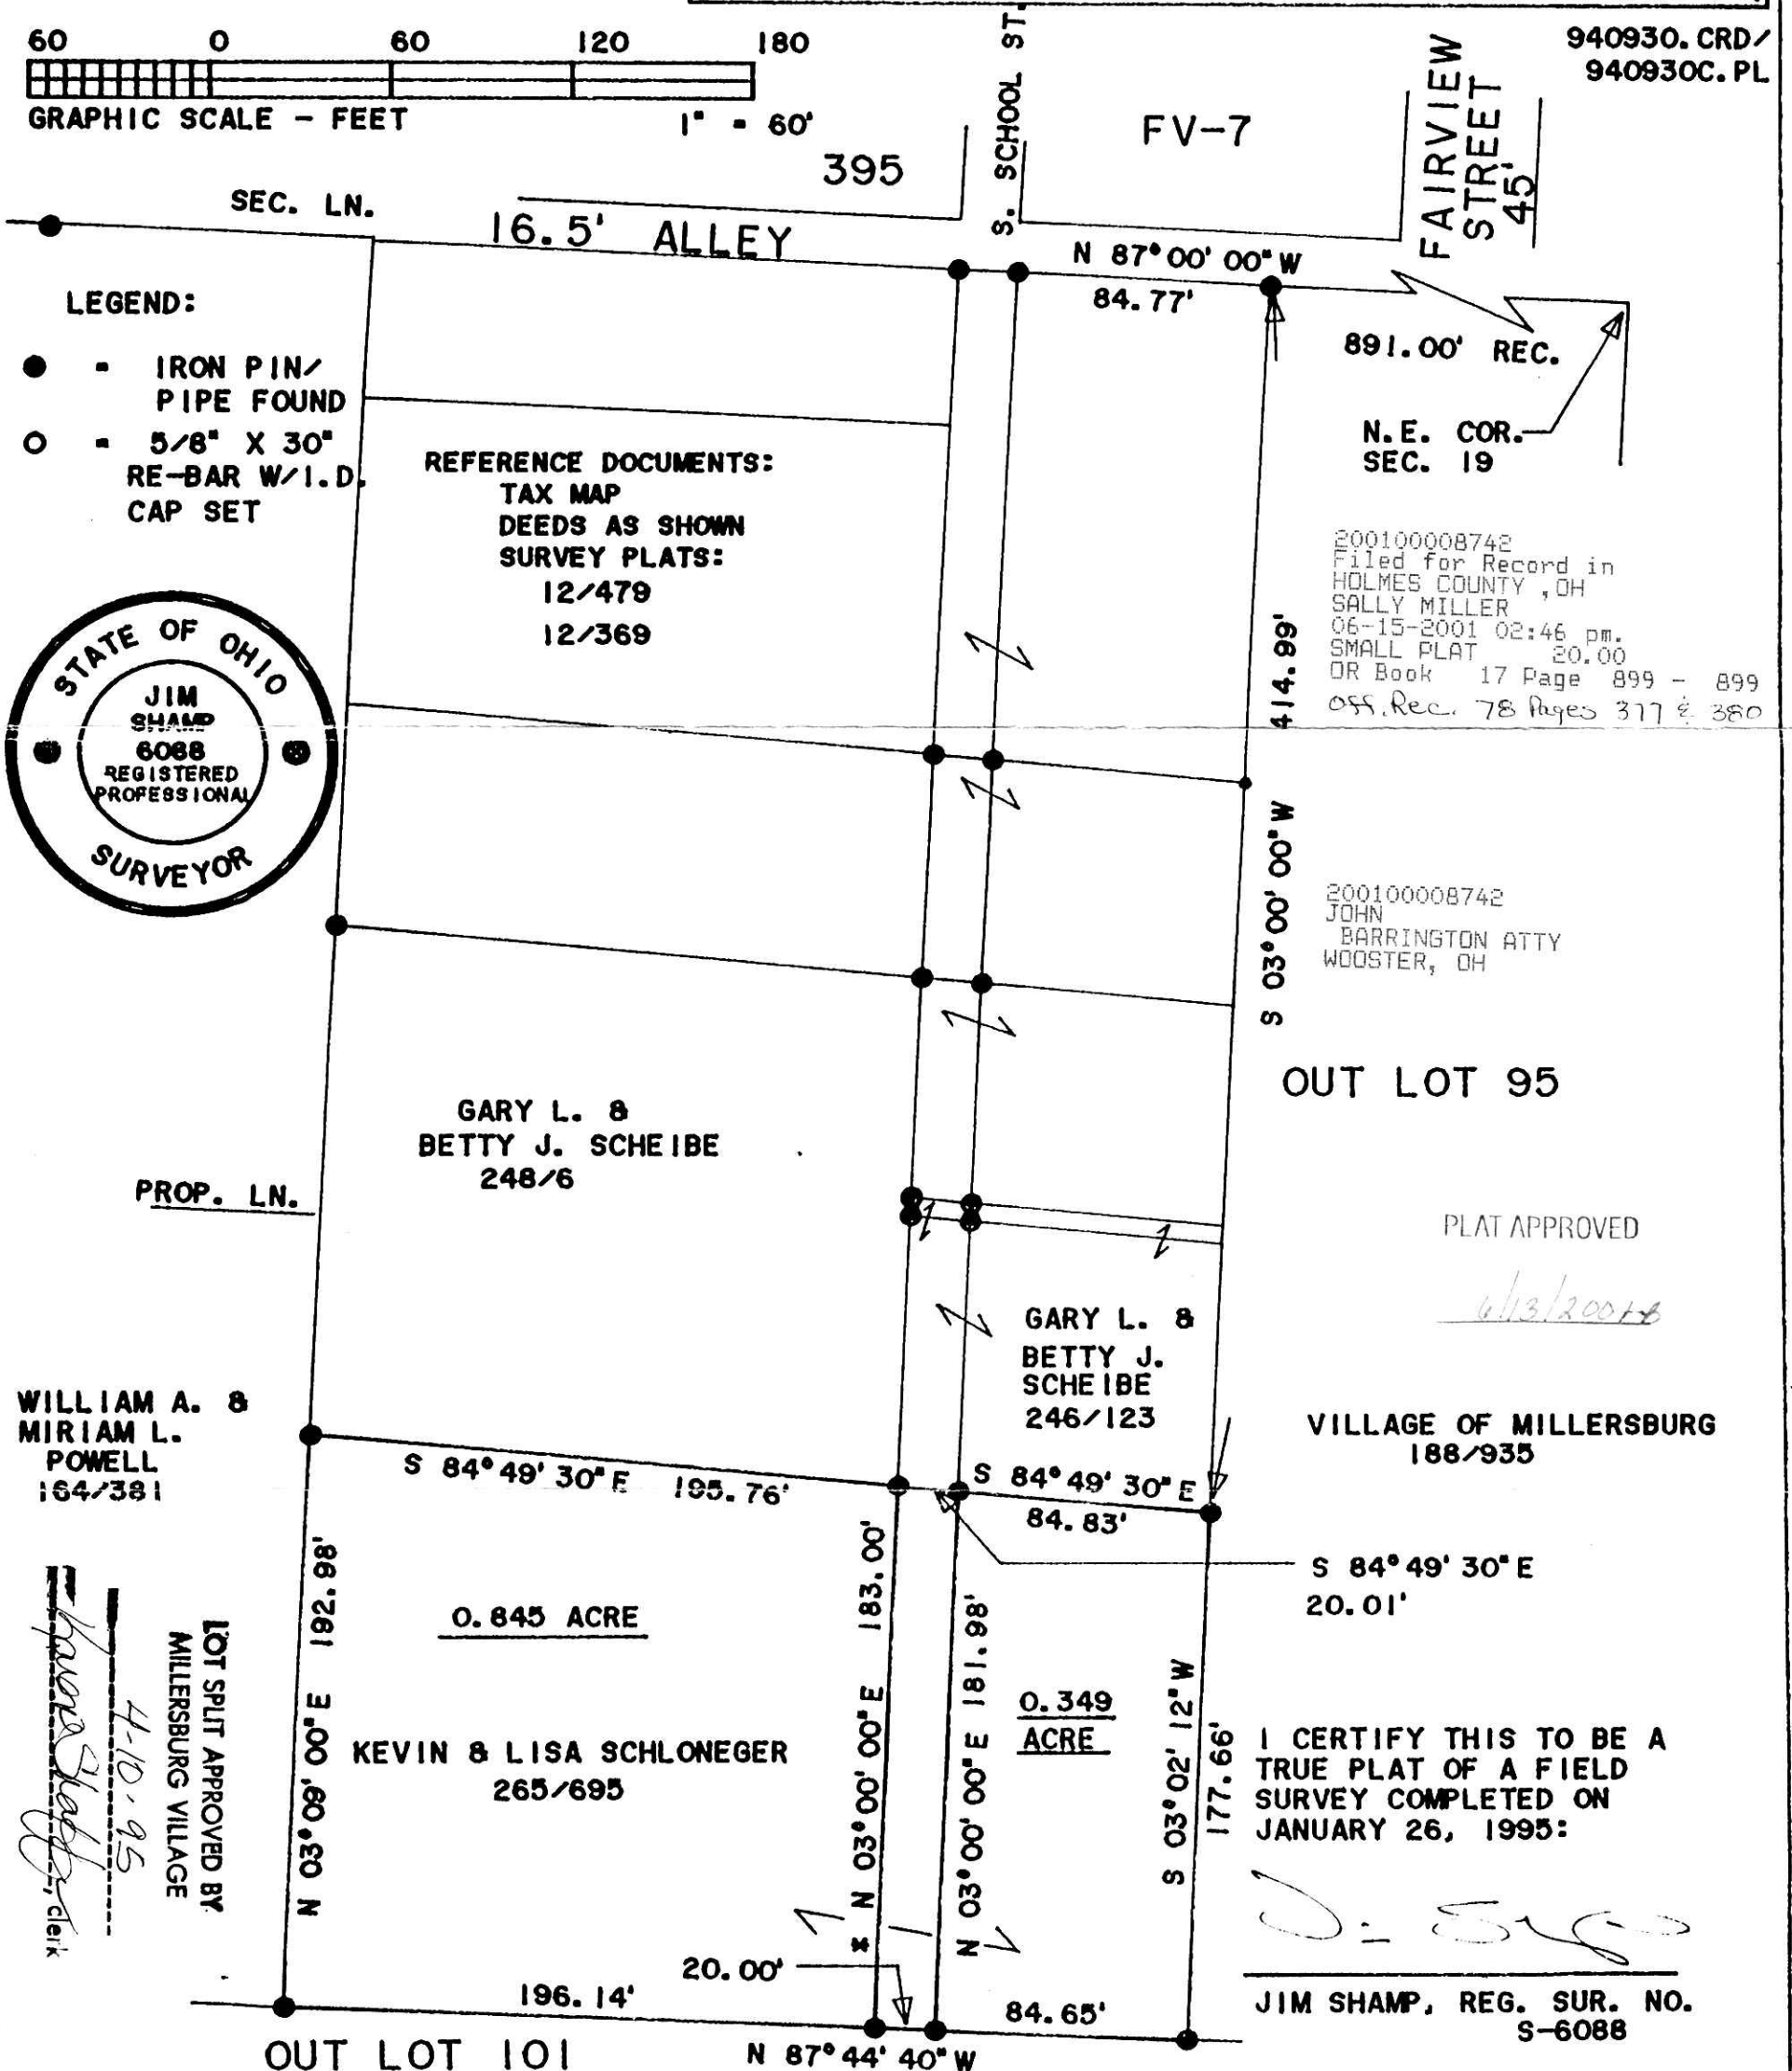 940930.CRD/
940930C.PL
60 0 60 120 180
GRAPHIC SCALE - FEET 1" = 60'
395
S. SCHOOL ST.
FV-7
FAIRVIEW
STREET
45'
SEC. LN.
16.5' ALLEY
N 87° 00' 00" W
84.77'
891.00' REC.
N.E. COR.
SEC. 19
LEGEND:
● = IRON PIN/
PIPE FOUND
○ = 5/8" X 30"
RE-BAR W/I.D.
CAP SET
REFERENCE DOCUMENTS:
TAX MAP
DEEDS AS SHOWN
SURVEY PLATS:
12/479
12/369
STATE OF OHIO
JIM
SHAMP
6088
REGISTERED
PROFESSIONAL
SURVEYOR
200100008742
Filed for Record in
HOLMES COUNTY ,OH
SALLY MILLER
06-15-2001 02:46 pm.
SMALL PLAT 20.00
OR Book 17 Page 899 - 899
Off. Rec. 78 Pages 377 & 380
S 03° 00' 00" W 414.99'
200100008742
JOHN
BARRINGTON ATTY
WOOSTER, OH
OUT LOT 95
GARY L. &
BETTY J. SCHEIBE
248/6
PROP. LN.
PLAT APPROVED
6/13/2001
GARY L. &
BETTY J.
SCHEIBE
246/123
WILLIAM A. &
MIRIAM L.
POWELL
164/381
VILLAGE OF MILLERSBURG
188/935
S 84° 49' 30" E 195.76'
S 84° 49' 30" E
84.83'
S 84° 49' 30" E
20.01'
N 03° 09' 00" E 192.98'
0.845 ACRE
KEVIN & LISA SCHLONEGER
265/695
* N 03° 00' 00" E 183.00'
N 03° 00' 00" E 181.98'
0.349
ACRE
S 03° 02' 12" W
177.66'
LOT SPLIT APPROVED BY
MILLERSBURG VILLAGE
4-10-95
, clerk
I CERTIFY THIS TO BE A
TRUE PLAT OF A FIELD
SURVEY COMPLETED ON
JANUARY 26, 1995:
JIM SHAMP, REG. SUR. NO.
S-6088
20.00'
196.14'
84.65'
OUT LOT 101
N 87° 44' 40" W